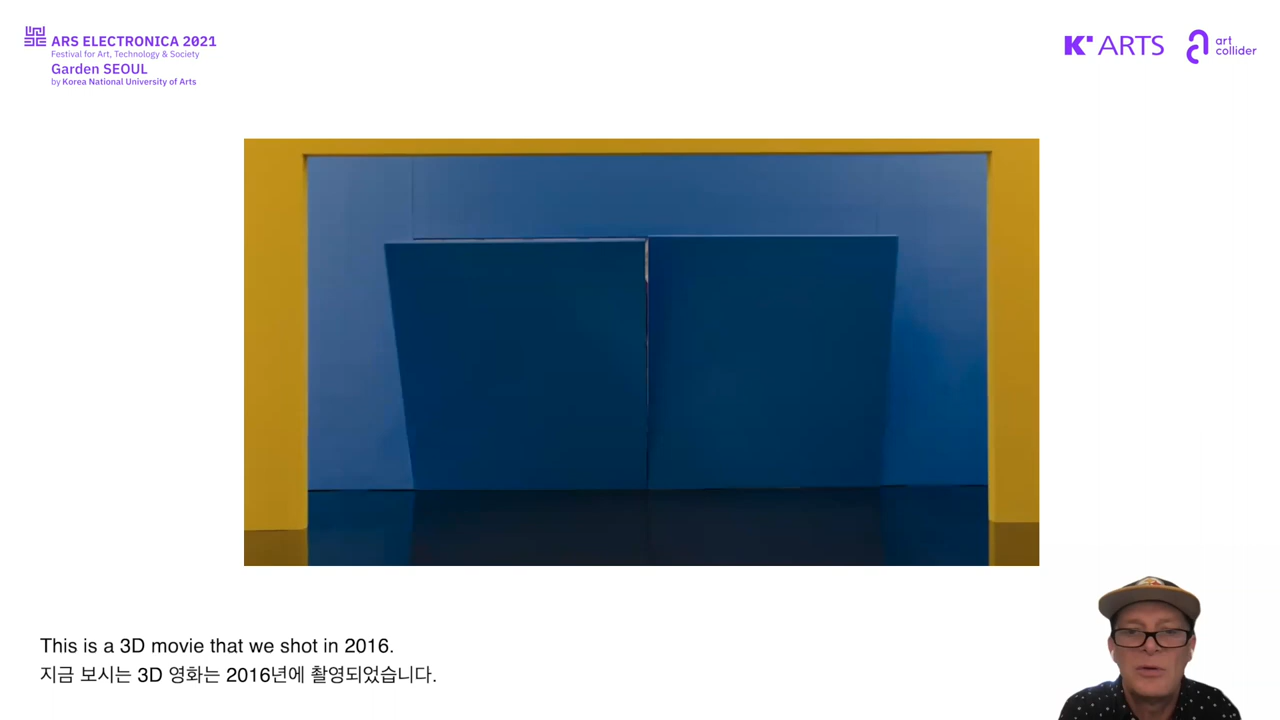 ARS ELECTRONICA 2021
Festival for Art, Technology & Society
Garden SEOUL
by Korea National University of Arts
K' ARTS
art
collider
This is a 3D movie that we shot in 2016.
지금 보시는 3D 영화는 2016년에 촬영되었습니다.